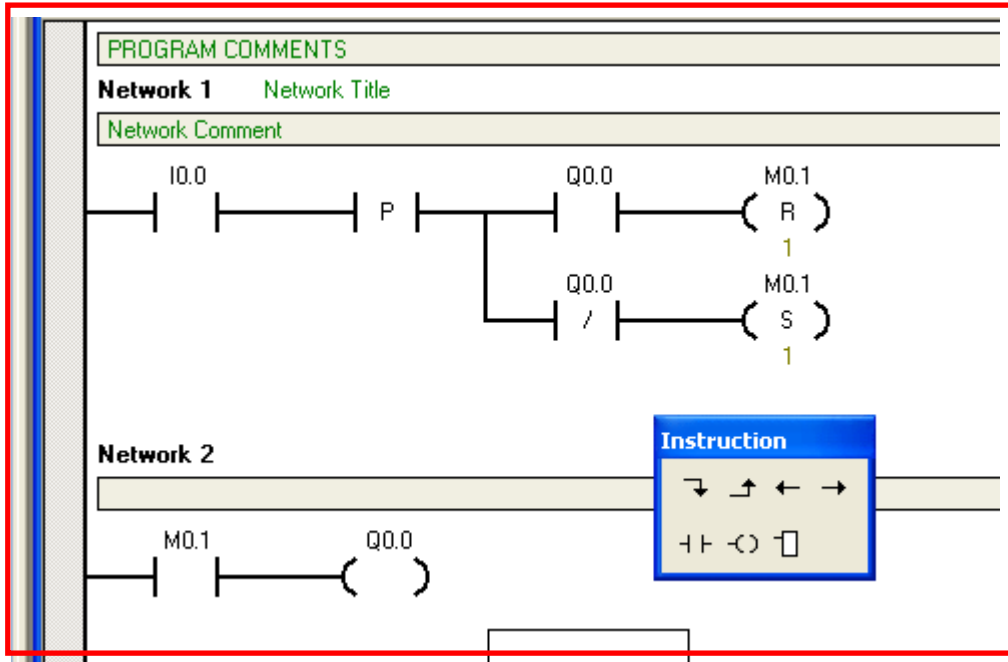 PROGRAM COMMENTS
Network 1 Network Title
Network Comment
I0.0 Q0.0 M0.1
P R
1
Q0.0 M0.1
/ S
1
Network 2
Instruction
M0.1 Q0.0